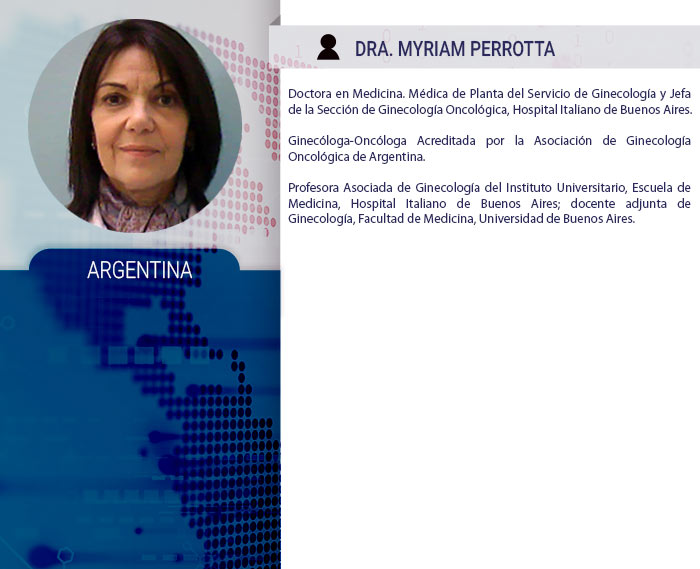 DRA. MYRIAM PERROTTA
Doctora en Medicina. Médica de Planta del Servicio de Ginecología y Jefa
de la Sección de Ginecología Oncológica, Hospital Italiano de Buenos Aires.
Ginecóloga-Oncóloga Acreditada por la Asociación de Ginecología
Oncológica de Argentina.
Profesora Asociada de Ginecología del Instituto Universitario, Escuela de
Medicina, Hospital Italiano de Buenos Aires; docente adjunta de
Ginecología, Facultad de Medicina, Universidad de Buenos Aires.
ARGENTINA